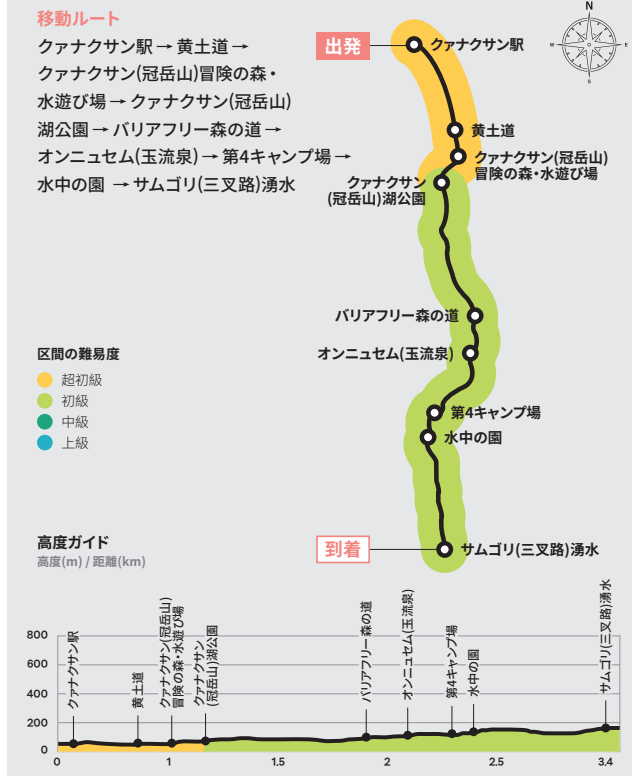 移動ルート
クァナクサン駅 → 黄土道 →
クァナクサン(冠岳山)冒険の森・
水遊び場 → クァナクサン(冠岳山)
湖公園 → バリアフリー森の道 →
オンニュセム(玉流泉) → 第4キャンプ場 →
水中の園 → サムゴリ(三叉路)湧水
出発
クァナクサン駅
N
W
E
S
黄土道
クァナクサン(冠岳山)
冒険の森・水遊び場
クァナクサン
(冠岳山)湖公園
バリアフリー森の道
オンニュセム(玉流泉)
第4キャンプ場
水中の園
到着
サムゴリ(三叉路)湧水
区間の難易度
超初級
初級
中級
上級
高度ガイド
高度(m) / 距離(km)
800
600
400
200
0
クァナクサン駅
黄土道
クァナクサン(冠岳山)
冒険の森・水遊び場
クァナクサン
(冠岳山)湖公園
バリアフリー森の道
オンニュセム(玉流泉)
第4キャンプ場
水中の園
サムゴリ(三叉路)湧水
0
1
1.5
2
2.5
3.4